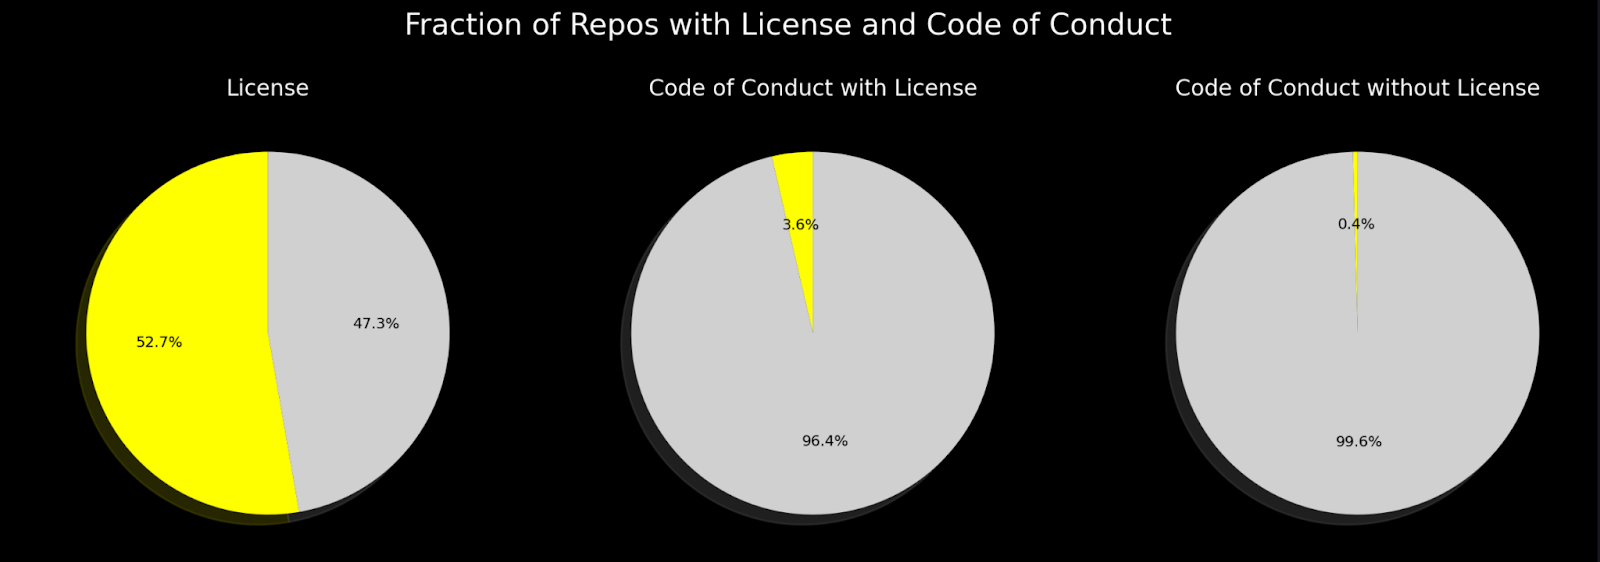 Fraction of Repos with License and Code of Conduct
License
Code of Conduct with License
Code of Conduct without License
52.7%
47.3%
3.6%
96.4%
0.4%
99.6%